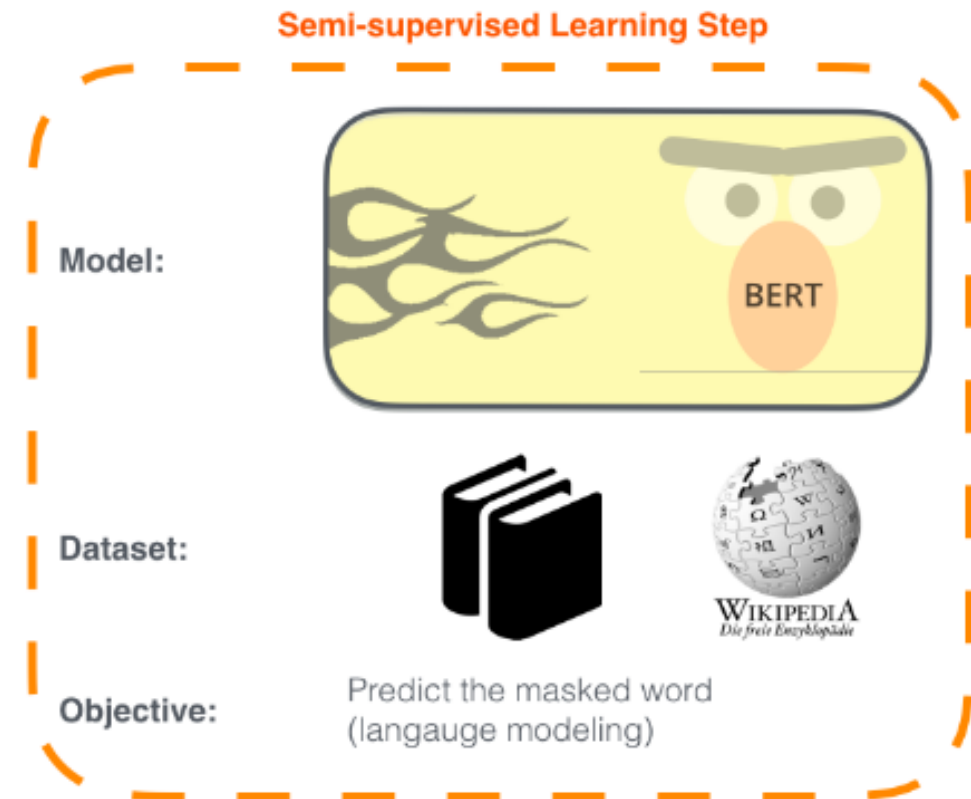 Semi-supervised Learning Step
Model:
BERT
Dataset:
WIKIPEDIA
Die freie Enzyklopädie
Objective:
Predict the masked word
(langauge modeling)